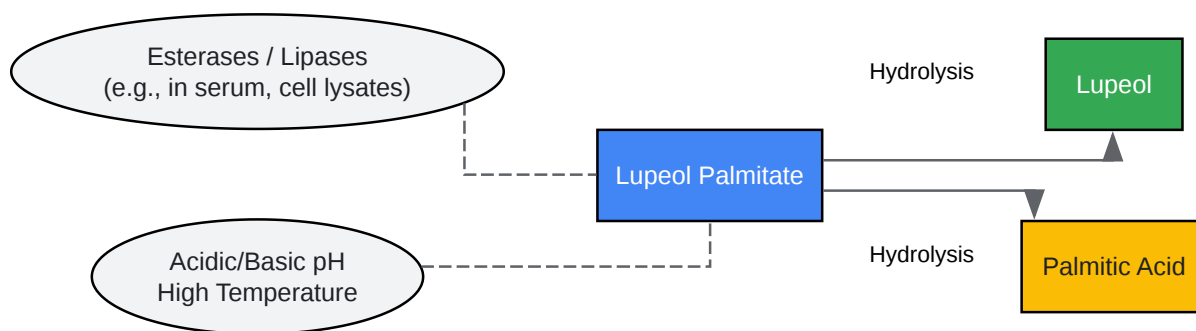 Esterases / Lipases
(e.g., in serum, cell lysates)
Hydrolysis
Lupeol
Lupeol Palmitate
Acidic/Basic pH
High Temperature
Hydrolysis
Palmitic Acid